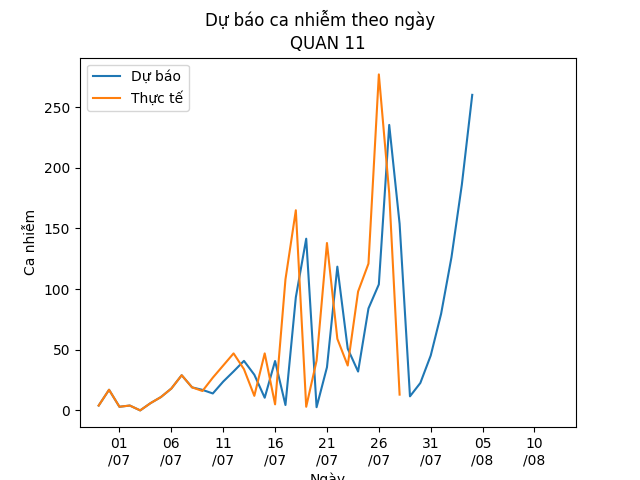 Dự báo ca nhiễm theo ngày
QUAN 11
Dự báo
Thực tế
Ca nhiễm
250
200
150
100
50
0
01 06 11 16 21 26 31 05 10
/07 /07 /07 /07 /07 /07 /07 /08 /08
Ngày